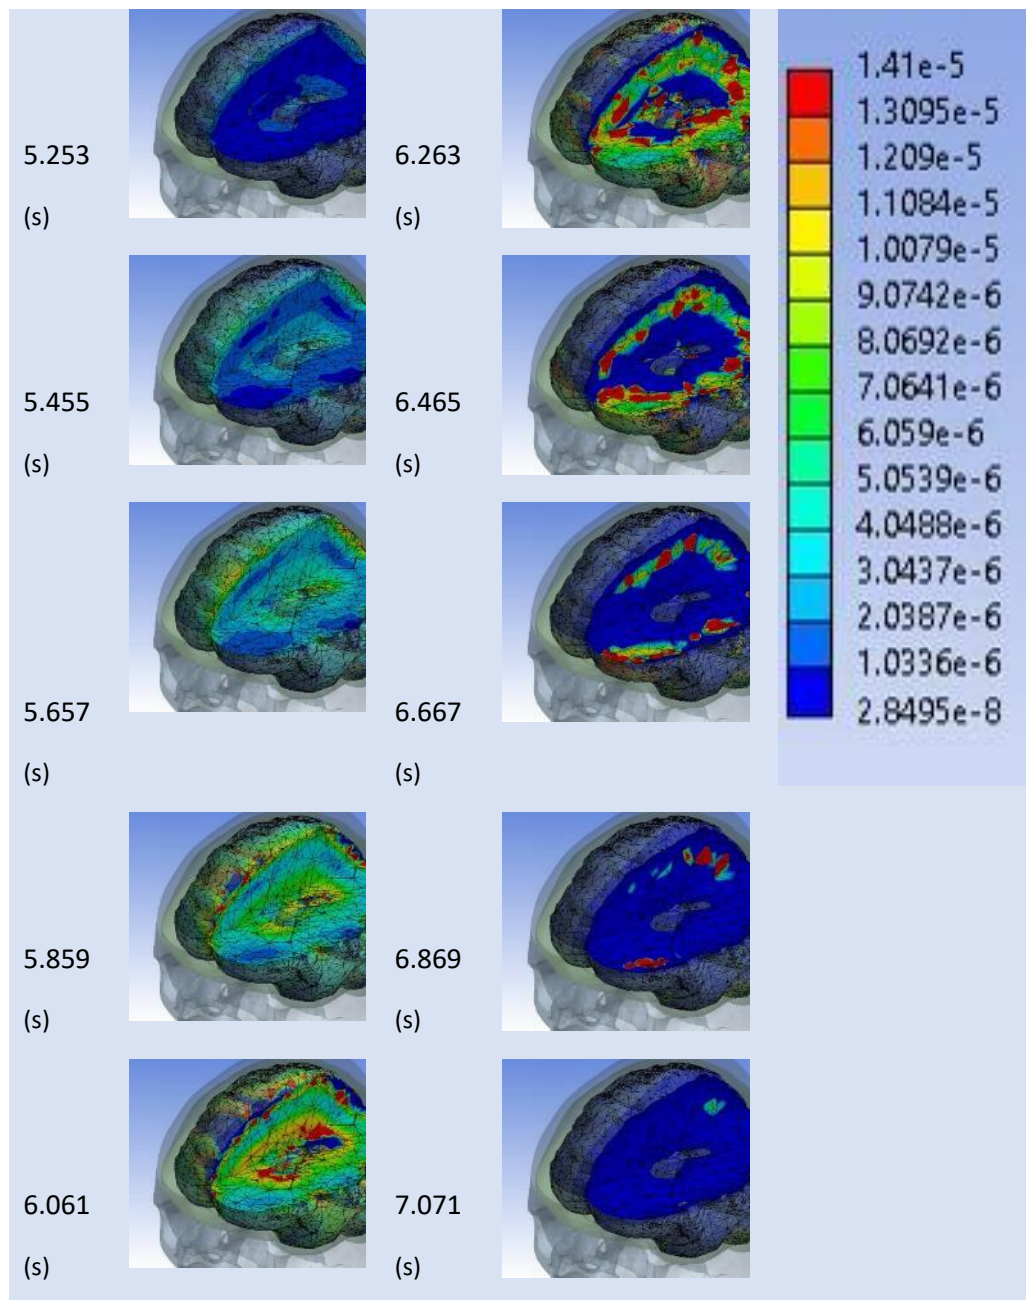 5.253
(s)
6.263
(s)
5.455
(s)
6.465
(s)
5.657
(s)
6.667
(s)
5.859
(s)
6.869
(s)
6.061
(s)
7.071
(s)
1.41e-5
1.3095e-5
1.209e-5
1.1084e-5
1.0079e-5
9.0742e-6
8.0692e-6
7.0641e-6
6.059e-6
5.0539e-6
4.0488e-6
3.0437e-6
2.0387e-6
1.0336e-6
2.8495e-8